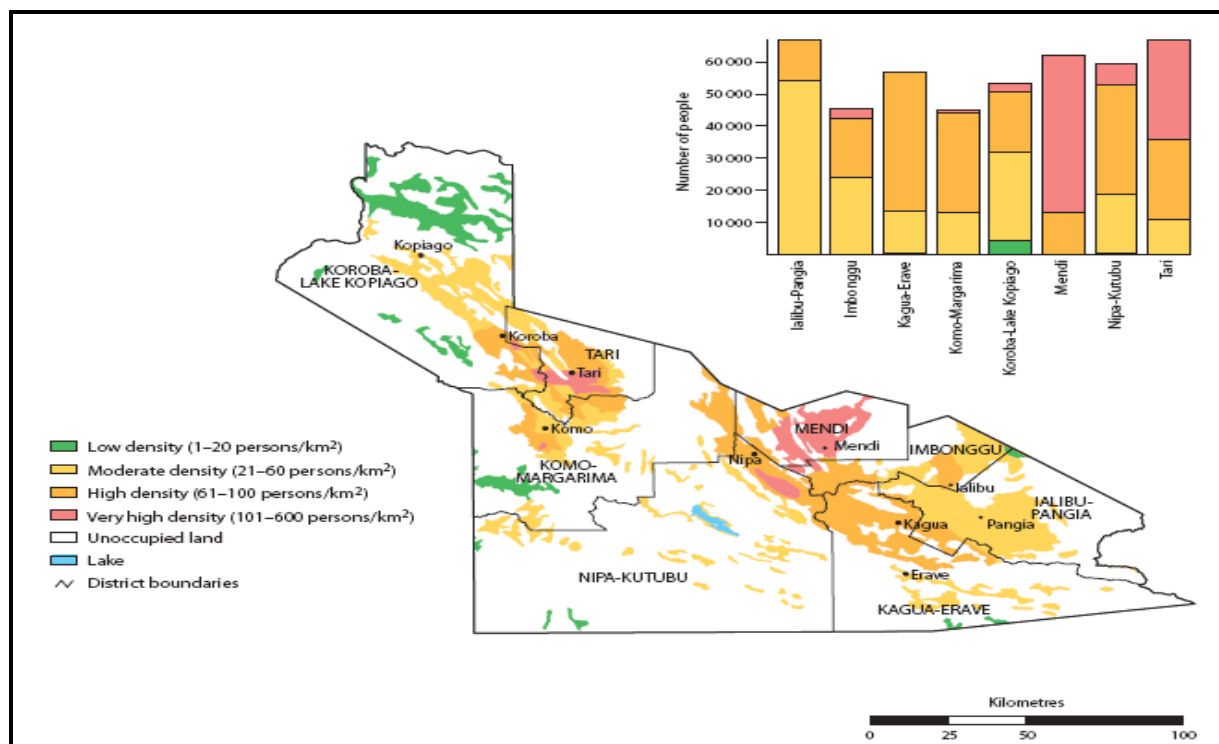 60 000
50 000
40 000
30 000
20 000
10 000
Number of people
Ialibu-Pangia
Imbonggu
Kagua-Erave
Komo-Margarima
Koroba-Lake Kopiago
Mendi
Nipa-Kutubu
Tari
Kopiago
KOROBA-
LAKE KOPIAGO
Koroba
TARI
Tari
Komo
KOMO-
MARGARIMA
MENDI
Mendi
Nipa
IMBONGGU
Ialibu
IALIBU-
PANGIA
Kagua
Pangia
Erave
NIPA-KUTUBU
KAGUA-ERAVE
Low density (1–20 persons/km²)
Moderate density (21–60 persons/km²)
High density (61–100 persons/km²)
Very high density (101–600 persons/km²)
Unoccupied land
Lake
District boundaries
Kilometres
0 25 50 100